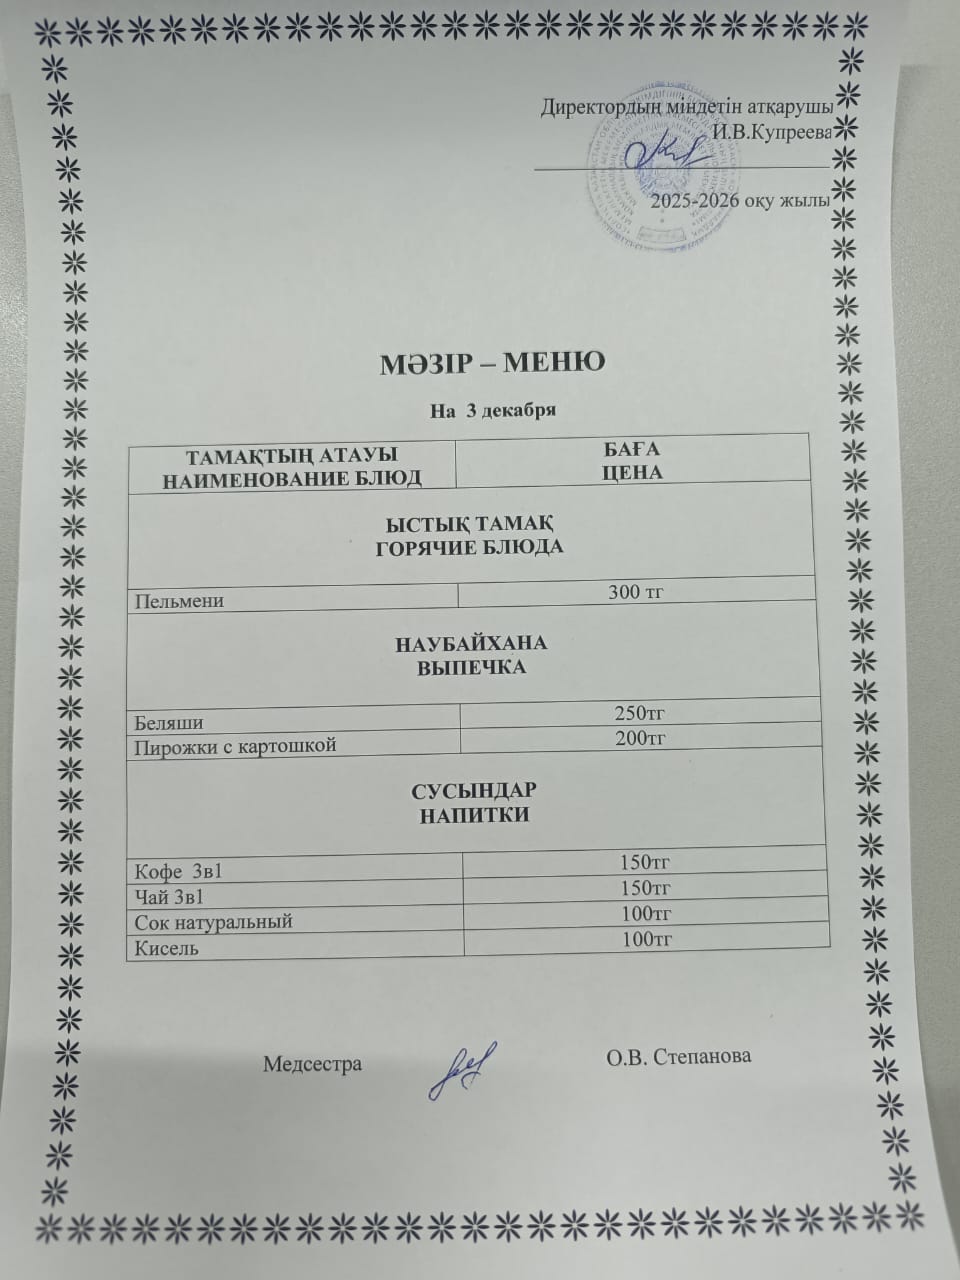 Директордың міндетін атқарушы
И.В.Купреева
2025-2026 оқу жылы
МӘЗІР – МЕНЮ
На 3 декабря
ТАМАҚТЫҢ АТАУЫ БАҒА
НАИМЕНОВАНИЕ БЛЮД ЦЕНА
ЫСТЫҚ ТАМАҚ
ГОРЯЧИЕ БЛЮДА
Пельмени 300 тг
НАУБАЙХАНА
ВЫПЕЧКА
Беляши 250тг
Пирожки с картошкой 200тг
СУСЫНДАР
НАПИТКИ
Кофе 3в1 150тг
Чай 3в1 150тг
Сок натуральный 100тг
Кисель 100тг
Медсестра О.В. Степанова